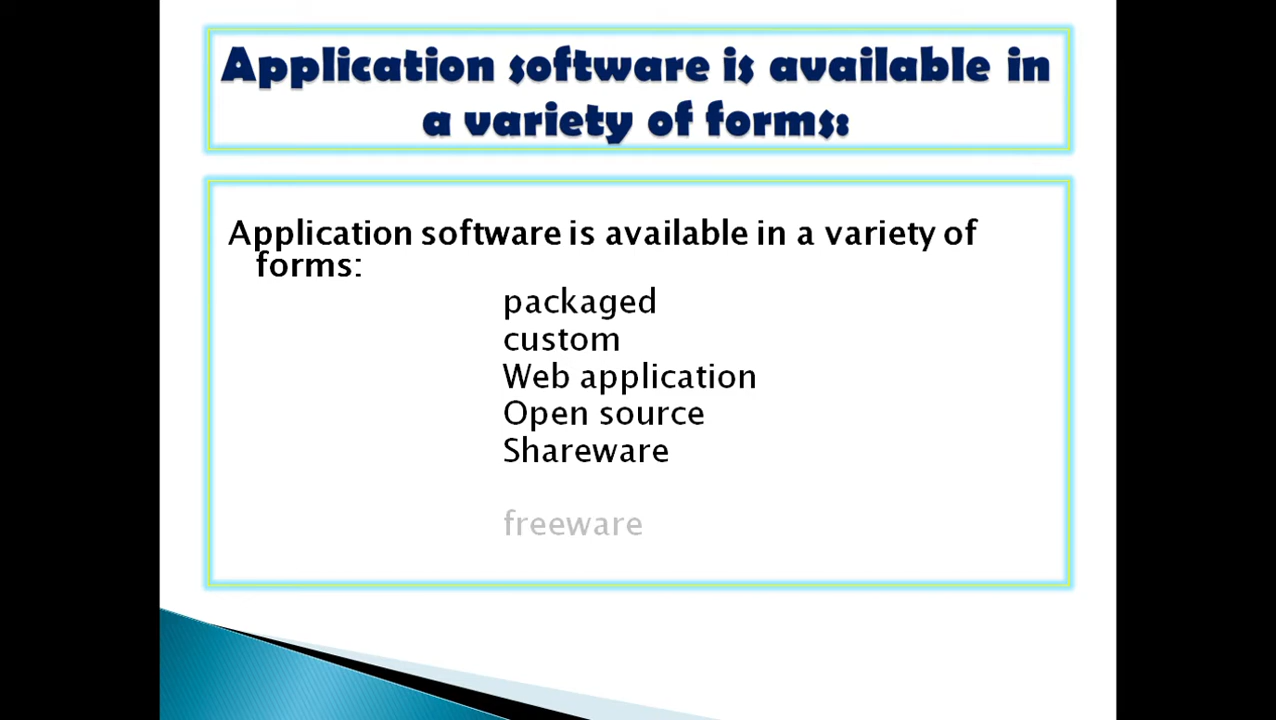 Application software is available in
a variety of forms:
Application software is available in a variety of
forms:
packaged
custom
Web application
Open source
Shareware
freeware